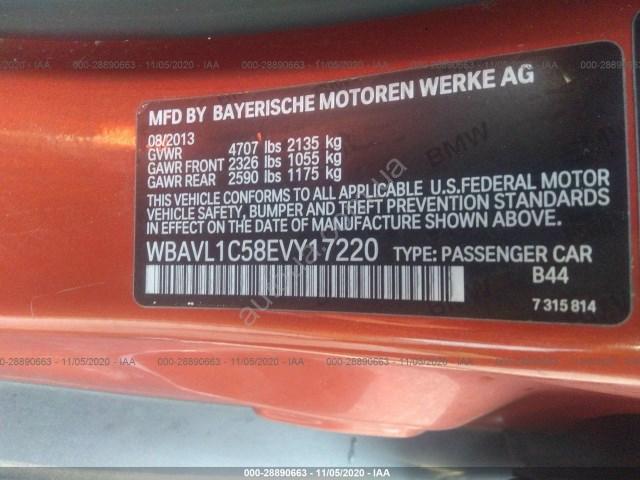 000-28890663 - 11/05/2020 - IAA
MFD BY BAYERISCHE MOTOREN WERKE AG
08/2013
GVWR 4707 lbs 2135 kg
GAWR FRONT 2326 lbs 1055 kg
GAWR REAR 2590 lbs 1175 kg
THIS VEHICLE CONFORMS TO ALL APPLICABLE U.S.FEDERAL MOTOR
VEHICLE SAFETY, BUMPER AND THEFT PREVENTION STANDARDS
IN EFFECT ON THE DATE OF MANUFACTURE SHOWN ABOVE.
WBAVL1C58EVY17220 TYPE: PASSENGER CAR
B44
7 315 814
000-28890663 - 11/05/2020 - IAA
000-28890663 - 11/05/2020 - IAA